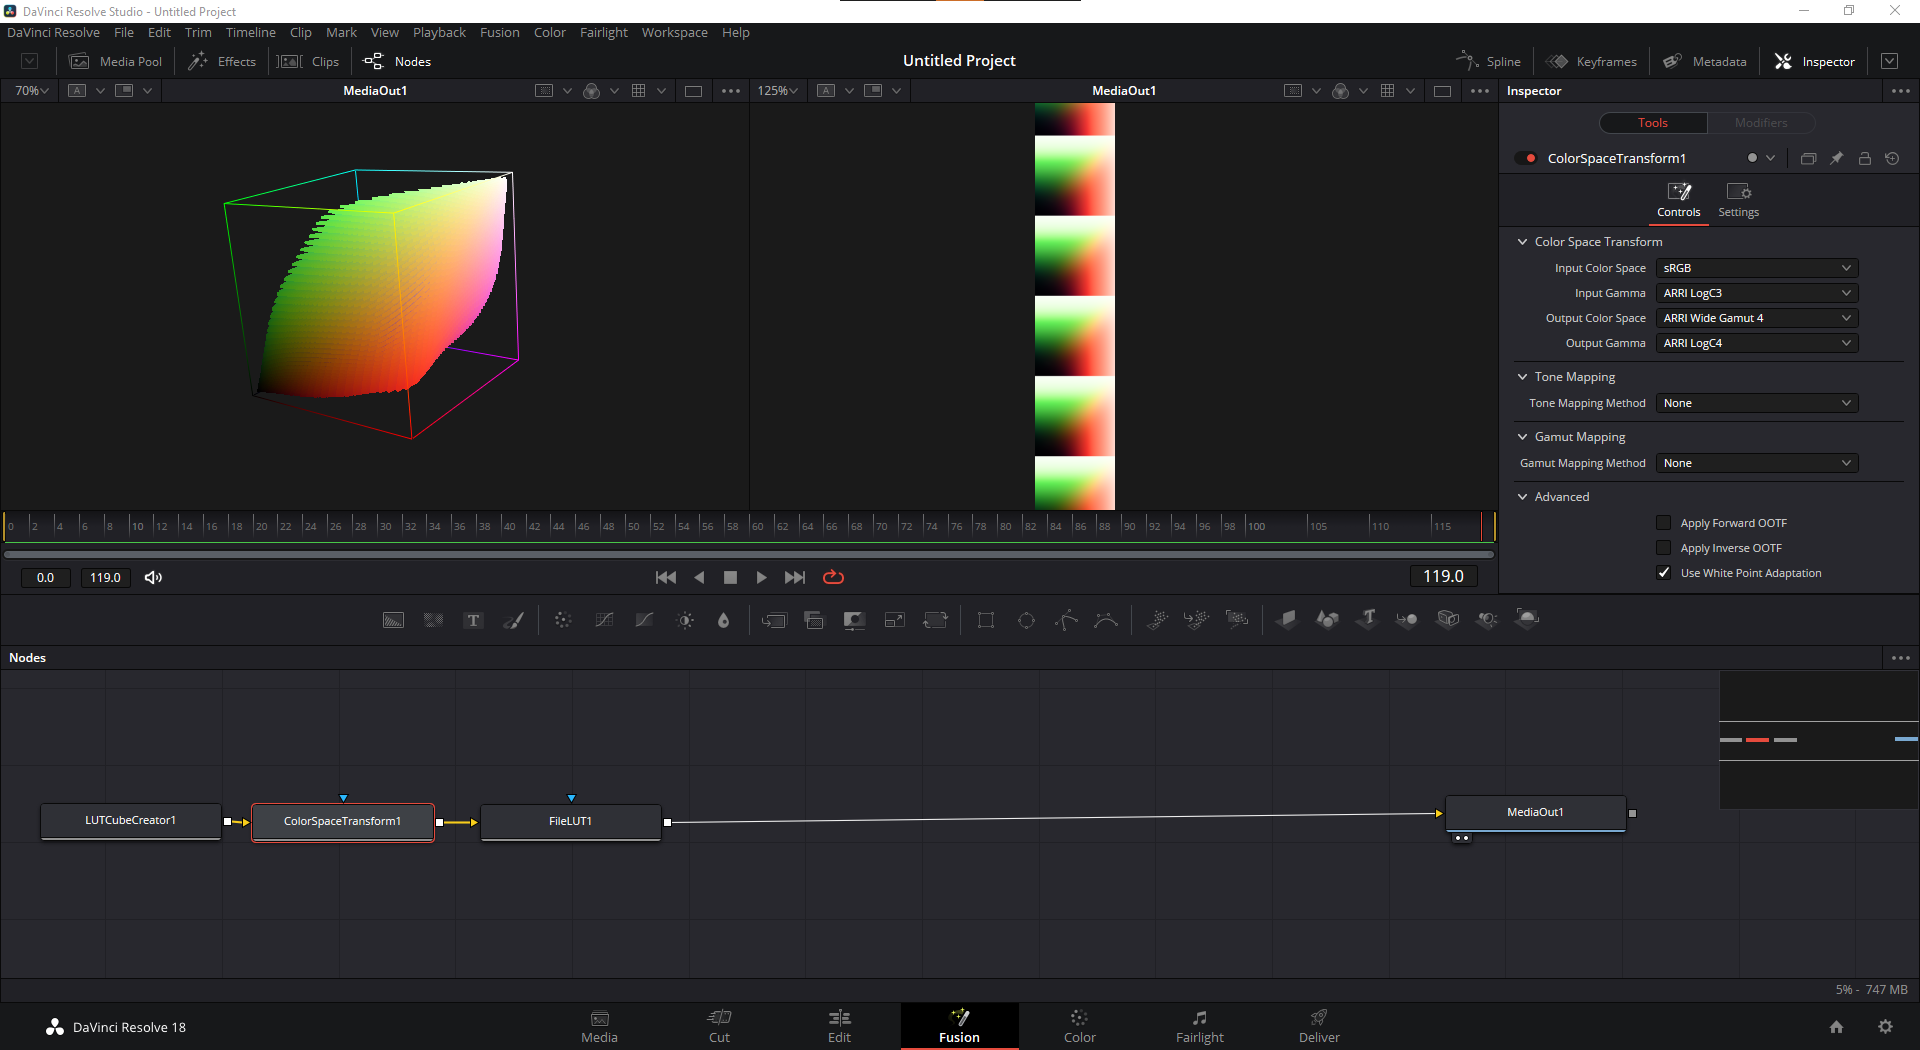 DaVinci Resolve Studio - Untitled Project
DaVinci Resolve File Edit Trim Timeline Clip Mark View Playback Fusion Color Fairlight Workspace Help
Media Pool Effects Clips Nodes Untitled Project Spline Keyframes Metadata Inspector
70% A MediaOut1 125% A MediaOut1 Inspector
Tools Modifiers
ColorSpaceTransform1
Controls Settings
Color Space Transform
Input Color Space sRGB
Input Gamma ARRI LogC3
Output Color Space ARRI Wide Gamut 4
Output Gamma ARRI LogC4
Tone Mapping
Tone Mapping Method None
Gamut Mapping
Gamut Mapping Method None
Advanced
Apply Forward OOTF
Apply Inverse OOTF
Use White Point Adaptation
0 2 4 6 8 10 12 14 16 18 20 22 24 26 28 30 32 34 36 38 40 42 44 46 48 50 52 54 56 58 60 62 64 66 68 70 72 74 76 78 80 82 84 86 88 90 92 94 96 98 100 105 110 115
0.0 119.0 119.0
T T
Nodes
LUTCubeCreator1 ColorSpaceTransform1 FileLUT1 MediaOut1
5% - 747 MB
DaVinci Resolve 18 Media Cut Edit Fusion Color Fairlight Deliver